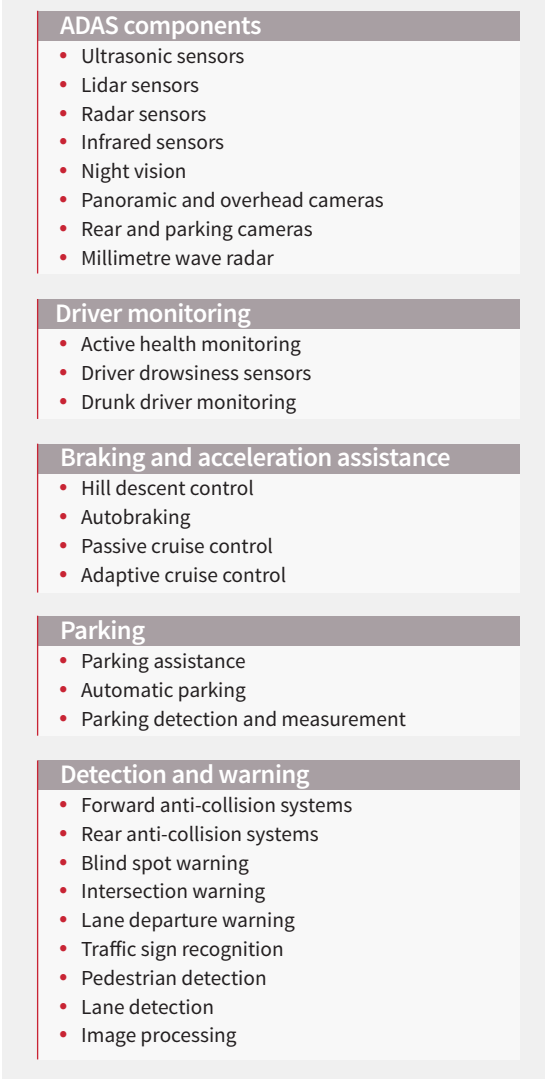 ADAS components
• Ultrasonic sensors
• Lidar sensors
• Radar sensors
• Infrared sensors
• Night vision
• Panoramic and overhead cameras
• Rear and parking cameras
• Millimetre wave radar
Driver monitoring
• Active health monitoring
• Driver drowsiness sensors
• Drunk driver monitoring
Braking and acceleration assistance
• Hill descent control
• Autobraking
• Passive cruise control
• Adaptive cruise control
Parking
• Parking assistance
• Automatic parking
• Parking detection and measurement
Detection and warning
• Forward anti-collision systems
• Rear anti-collision systems
• Blind spot warning
• Intersection warning
• Lane departure warning
• Traffic sign recognition
• Pedestrian detection
• Lane detection
• Image processing